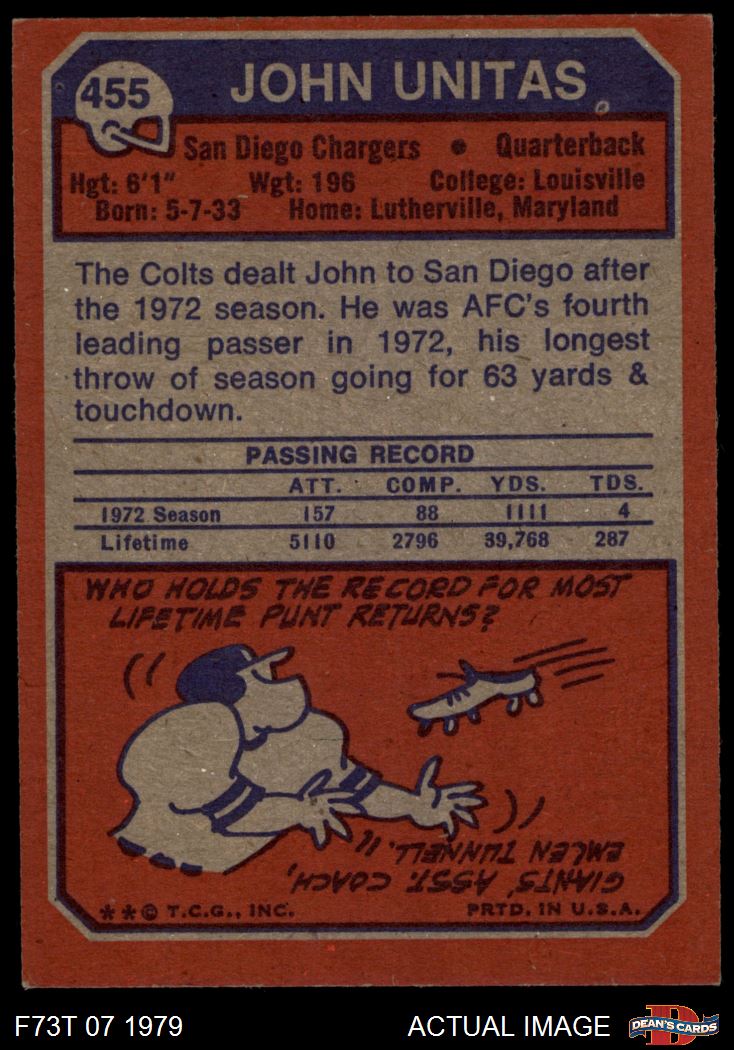 455
JOHN UNITAS
San Diego Chargers • Quarterback
Hgt: 6'1" Wgt: 196 College: Louisville
Born: 5-7-33 Home: Lutherville, Maryland
The Colts dealt John to San Diego after
the 1972 season. He was AFC's fourth
leading passer in 1972, his longest
throw of season going for 63 yards &
touchdown.
PASSING RECORD
ATT. COMP. YDS. TDS.
1972 Season 157 88 1111 4
Lifetime 5110 2796 39,768 287
WHO HOLDS THE RECORD FOR MOST
LIFETIME PUNT RETURNS?
GIANTS' ASST. COACH,
EMLEN TUNNELL.
* * © T.C.G., INC. PRTD. IN U.S.A.
F73T 07 1979 ACTUAL IMAGE
D
DEAN'S CARDS